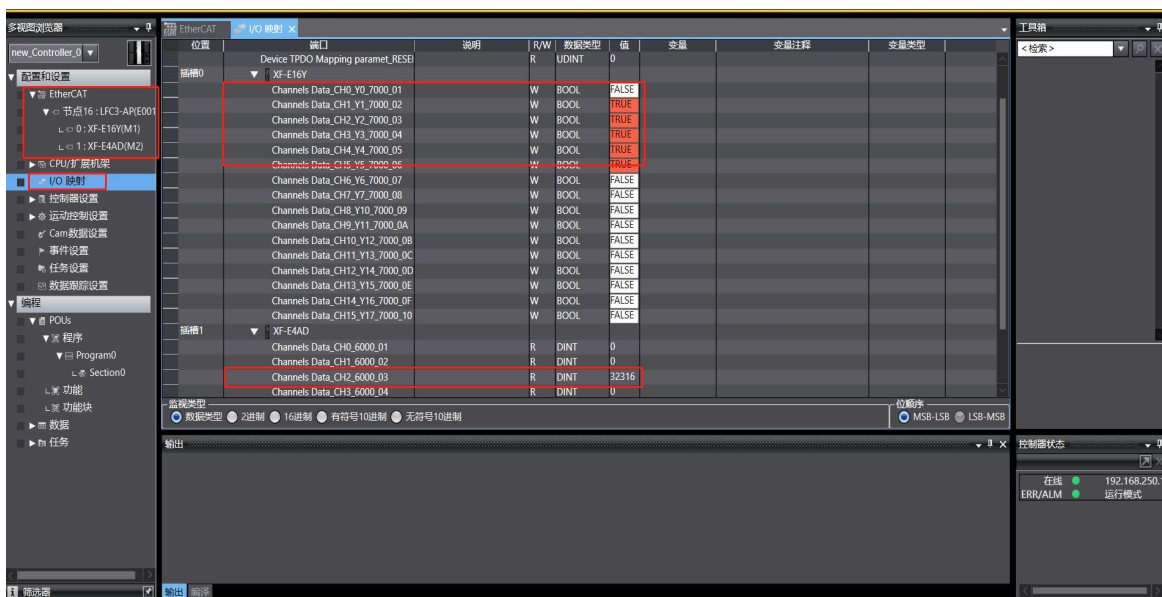 多视图浏览器
new_Controller_0
配置和设置
EtherCAT
节点16 : LFC3-AP(E001
0 : XF-E16Y(M1)
1 : XF-E4AD(M2)
CPU/扩展机架
I/O 映射
控制器设置
运动控制设置
Cam数据设置
事件设置
任务设置
数据跟踪设置
编程
POUs
程序
Program0
Section0
功能
功能块
数据
任务
筛选器
EtherCAT I/O 映射
位置 端口 说明 R/W 数据类型 值 变量 变量注释 变量类型
Device TPDO Mapping paramet_RESE R UDINT 0
插槽0 XF-E16Y
Channels Data_CH0_Y0_7000_01 W BOOL FALSE
Channels Data_CH1_Y1_7000_02 W BOOL TRUE
Channels Data_CH2_Y2_7000_03 W BOOL TRUE
Channels Data_CH3_Y3_7000_04 W BOOL TRUE
Channels Data_CH4_Y4_7000_05 W BOOL TRUE
Channels Data_CH5_Y5_7000_06 W BOOL TRUE
Channels Data_CH6_Y6_7000_07 W BOOL FALSE
Channels Data_CH7_Y7_7000_08 W BOOL FALSE
Channels Data_CH8_Y10_7000_09 W BOOL FALSE
Channels Data_CH9_Y11_7000_0A W BOOL FALSE
Channels Data_CH10_Y12_7000_0B W BOOL FALSE
Channels Data_CH11_Y13_7000_0C W BOOL FALSE
Channels Data_CH12_Y14_7000_0D W BOOL FALSE
Channels Data_CH13_Y15_7000_0E W BOOL FALSE
Channels Data_CH14_Y16_7000_0F W BOOL FALSE
Channels Data_CH15_Y17_7000_10 W BOOL FALSE
插槽1 XF-E4AD
Channels Data_CH0_6000_01 R DINT 0
Channels Data_CH1_6000_02 R DINT 0
Channels Data_CH2_6000_03 R DINT 32316
Channels Data_CH3_6000_04 R DINT 0
监视类型
数据类型 2进制 16进制 有符号10进制 无符号10进制
位顺序
MSB-LSB LSB-MSB
输出
输出 编译
工具箱
<检索>
控制器状态
在线 192.168.250.1
ERR/ALM 运行模式